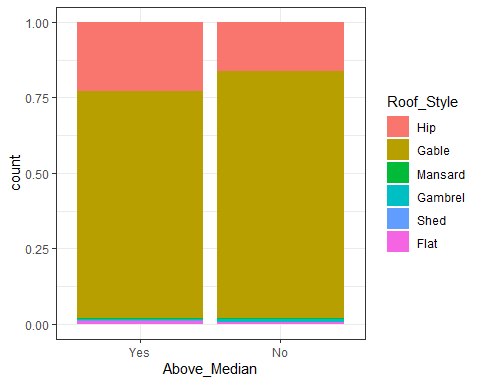 1.00
0.75
0.50
0.25
0.00
count
Yes
No
Above_Median
Roof_Style
Hip
Gable
Mansard
Gambrel
Shed
Flat